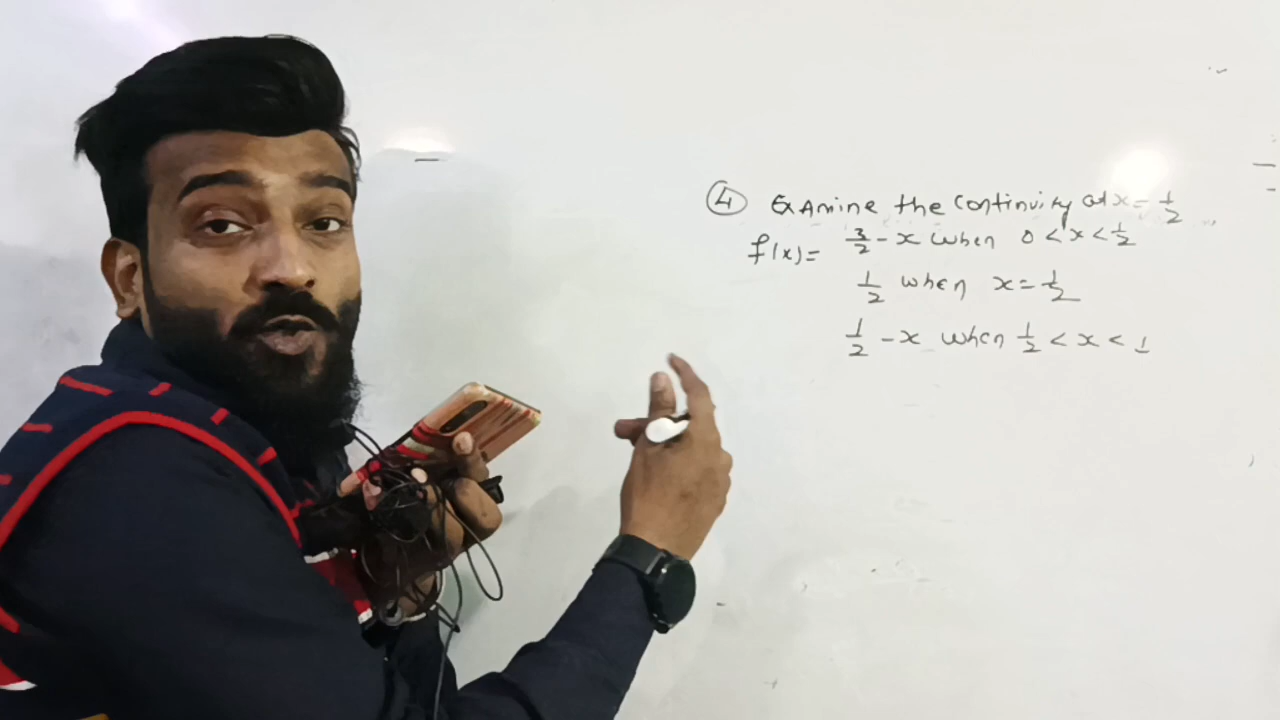 ④ Examine the continuity at x = 1/2
f(x) = 3/2 - x when 0 < x < 1/2
1/2 when x = 1/2
1/2 - x when 1/2 < x < 1